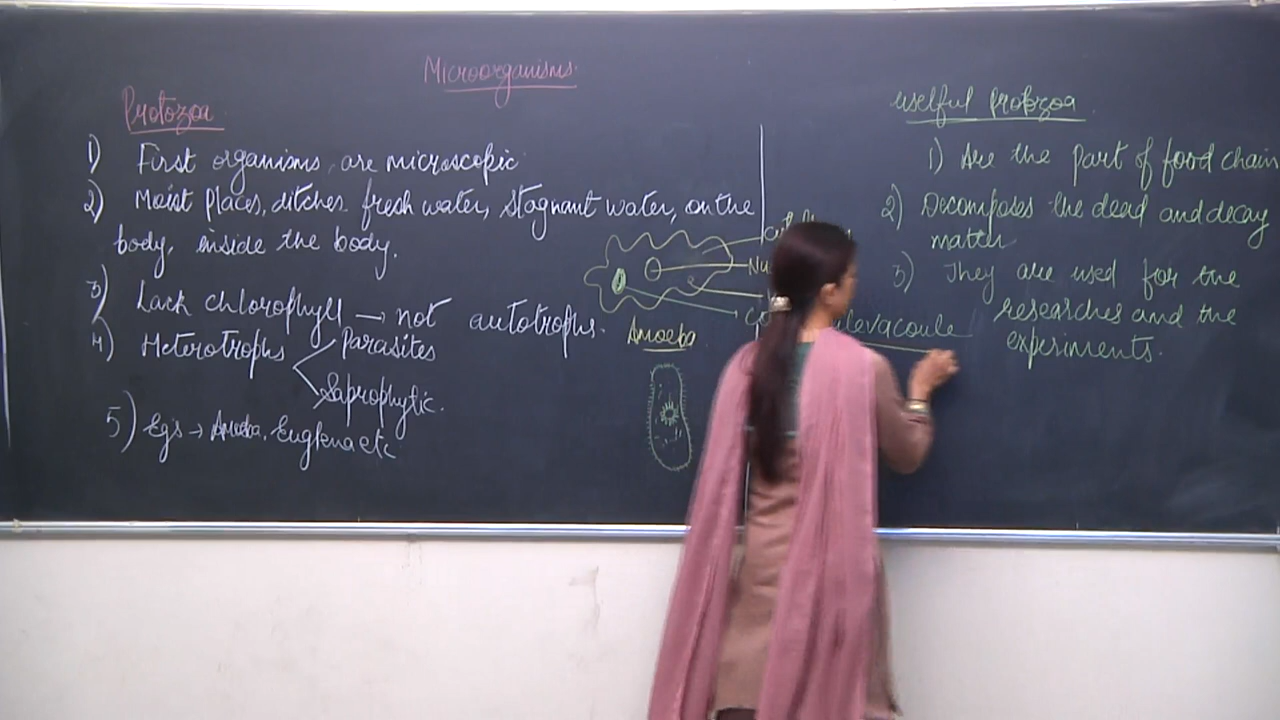 Microorganisms.
Protozoa
1) First organisms, are microscopic
2) Moist places, ditches fresh water, stagnant water, on the
body, inside the body.
3) Lack chlorophyll → not autotrophs.
4) Heterotrophs
Parasites
Saprophytic.
5) Egs → Amoeba, Euglena etc
Amoeba
useful protozoa
1) Are the part of food chain
2) Decomposes the dead and decay
matter
3) They are used for the
researches and the
experiments.